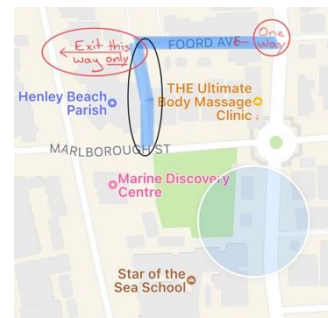 Exit this
way only
FOORD AVE
One
way
Henley Beach
Parish
THE Ultimate
Body Massage
Clinic
MARLBOROUGH ST
Marine Discovery
Centre
Star of the
Sea School